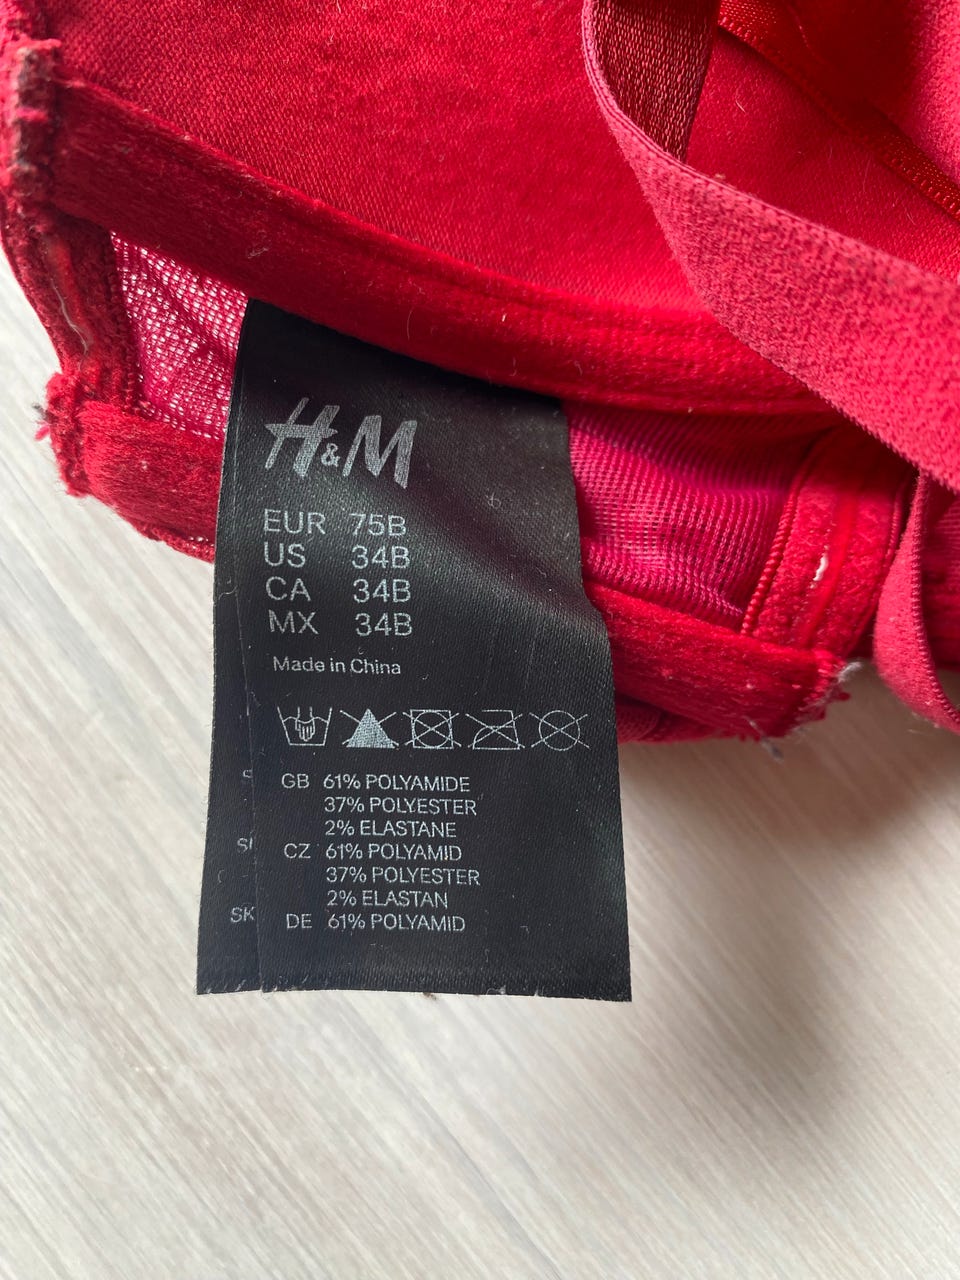 H&M
EUR 75B
US 34B
CA 34B
MX 34B
Made in China
GB 61% POLYAMIDE
37% POLYESTER
2% ELASTANE
CZ 61% POLYAMID
37% POLYESTER
2% ELASTAN
SK DE 61% POLYAMID